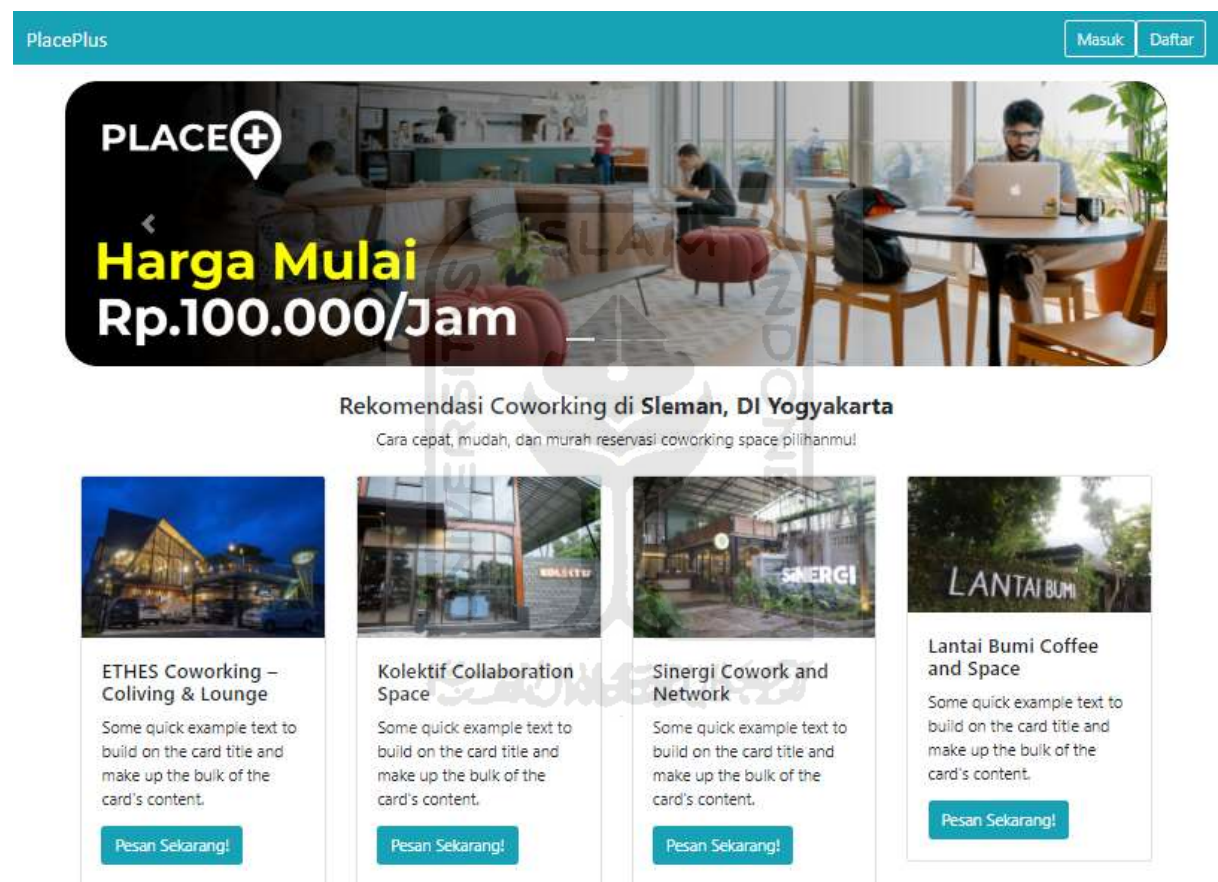 PlacePlus
Masuk
Daftar
PLACE+
Harga Mulai
Rp.100.000/Jam
Rekomendasi Coworking di Sleman, DI Yogyakarta
Cara cepat, mudah, dan murah reservasi coworking space pilihanmu!
KOLEKTIF
SiNERGI
LANTAI BUMI
ETHES Coworking –
Coliving & Lounge
Some quick example text to
build on the card title and
make up the bulk of the
card's content.
Pesan Sekarang!
Kolektif Collaboration
Space
Some quick example text to
build on the card title and
make up the bulk of the
card's content.
Pesan Sekarang!
Sinergi Cowork and
Network
Some quick example text to
build on the card title and
make up the bulk of the
card's content.
Pesan Sekarang!
Lantai Bumi Coffee
and Space
Some quick example text to
build on the card title and
make up the bulk of the
card's content.
Pesan Sekarang!
UNIVERSITAS
ISLAM
INDONESIA